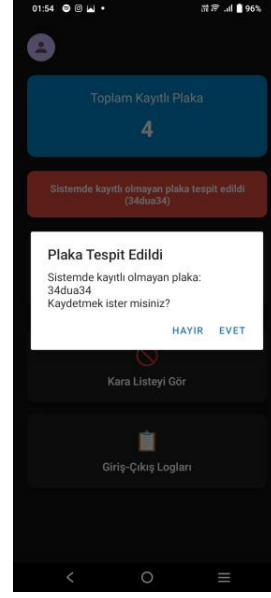 01:54
96%
Toplam Kayıtlı Plaka
4
Sistemde kayıtlı olmayan plaka tespit edildi
(34dua34)
Plaka Tespit Edildi
Sistemde kayıtlı olmayan plaka:
34dua34
Kaydetmek ister misiniz?
HAYIR EVET
Kara Listeyi Gör
Giriş-Çıkış Logları